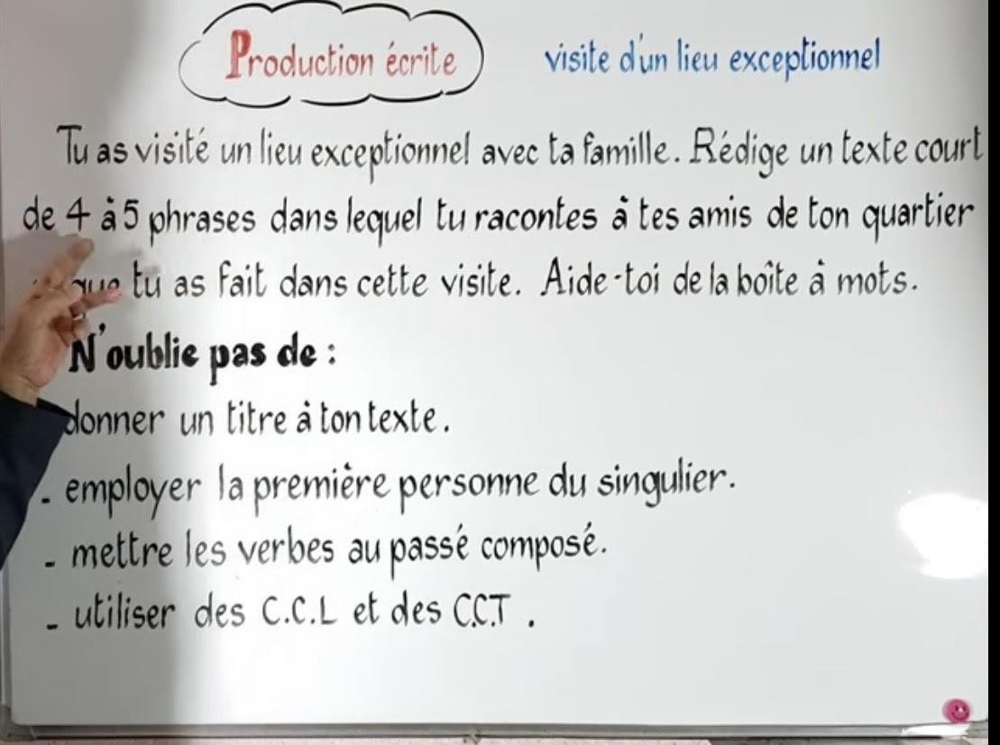 Production écrite
visite d'un lieu exceptionnel
Tu as visité un lieu exceptionnel avec ta famille. Rédige un texte court
de 4 à 5 phrases dans lequel tu racontes à tes amis de ton quartier
que tu as fait dans cette visite. Aide-toi de la boîte à mots.
N'oublie pas de :
donner un titre à ton texte.
- employer la première personne du singulier.
- mettre les verbes au passé composé.
- utiliser des C.C.L et des C.C.T.